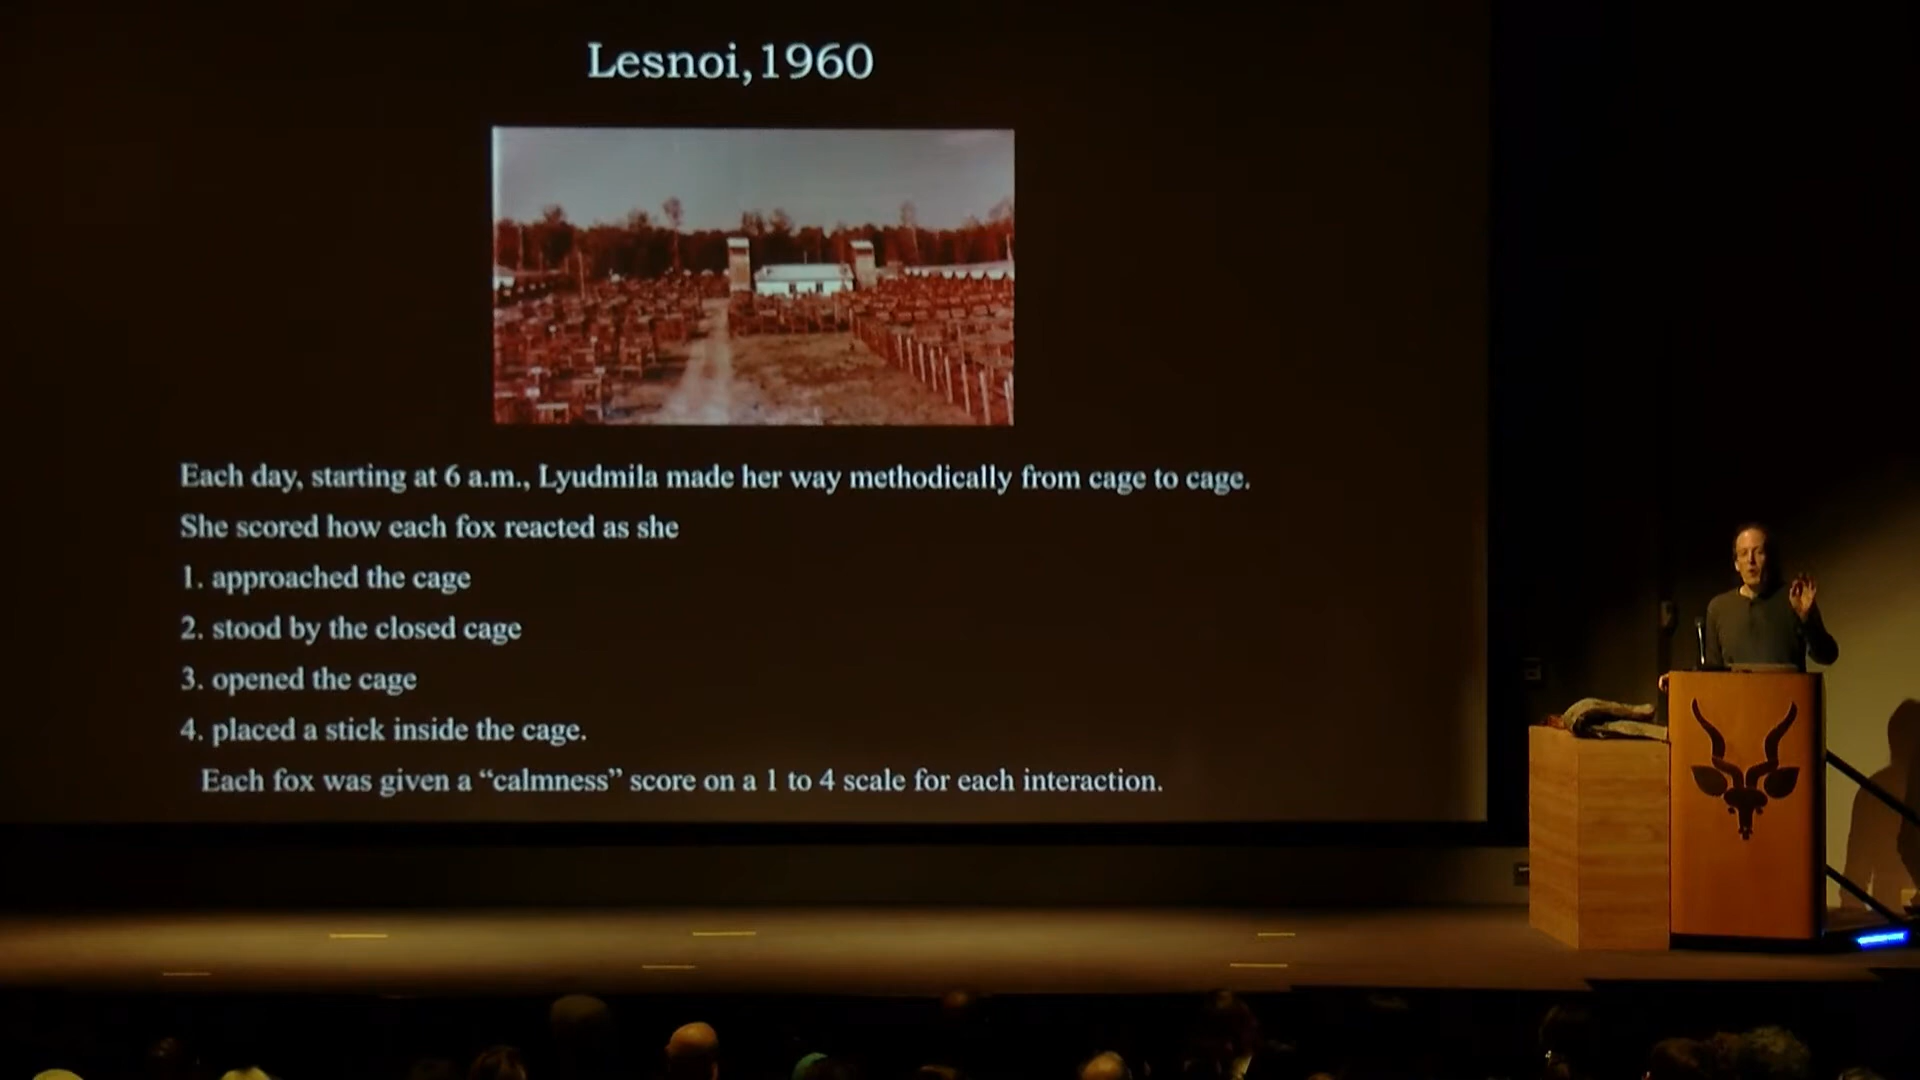 Lesnoi, 1960
Each day, starting at 6 a.m., Lyudmila made her way methodically from cage to cage.
She scored how each fox reacted as she
1. approached the cage
2. stood by the closed cage
3. opened the cage
4. placed a stick inside the cage.
Each fox was given a “calmness” score on a 1 to 4 scale for each interaction.